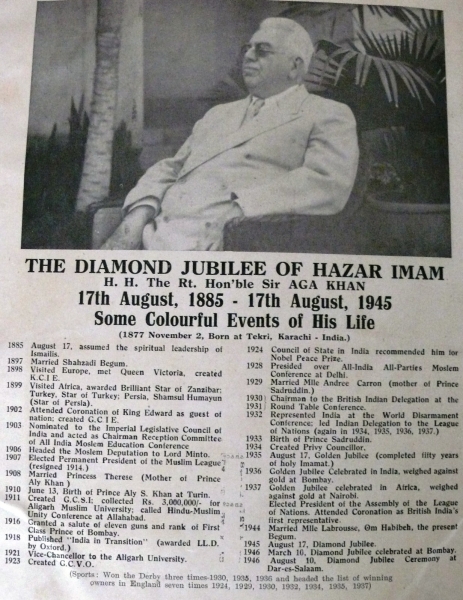 THE DIAMOND JUBILEE OF HAZAR IMAM
H. H. The Rt. Hon'ble Sir AGA KHAN
17th August, 1885 - 17th August, 1945
Some Colourful Events of His Life
(1877 November 2, Born at Tekri, Karachi - India.)
1885 August 17, assumed the spiritual leadership of
Ismailis.
1897 Married Shahzadi Begum.
1898 Visited Europe, met Queen Victoria, created
K.C.I.E.
1899 Visited Africa, awarded Brilliant Star of Zanzibar:
Turkey, Star of Turkey; Persia, Shamsul Humayun
(Star of Persia).
1902 Attended Coronation of King Edward as guest of
nation; created G.C.I.E.
1903 Nominated to the Imperial Legislative Council of
India and acted as Chairman Reception Committee
of All India Moslem Education Conference
1906 Headed the Moslem Deputation to Lord Minto.
1907 Elected Permanent President of the Muslim League
(resigned 1914.)
1908 Married Princess Therese (Mother of Prince
Aly Khan )
1910 June 13, Birth of Prince Aly S. Khan at Turin.
1911 Created G.C.S.I; collected Rs. 3,000,000/- for
Aligarh Muslim University; called Hindu-Muslim
Unity Conference at Allahabad.
1916 Granted a salute of eleven guns and rank of First
Class Prince of Bombay.
1918 Published "India in Transition" (awarded LL.D.
by Oxford.)
1921 Vice-Chancellor to the Aligarh University.
1923 Created G.C.V.O.
1924 Council of State in India recommended him for
Nobel Peace Prize.
1928 Presided over All-India All-Parties Moslem
Conference at Delhi.
1929 Married Mlle Andree Carron (mother of Prince
Sadruddin.)
1930 Chairman to the British Indian Delegation at the
1931 Round Table Conference.
1932 Represented India at the World Disarmament
Conference; led Indian Delegation to the League
of Nations (again in 1934, 1935, 1936, 1937.)
1933 Birth of Prince Sadruddin.
1934 Created Privy Councillor.
1935 August 17, Golden Jubilee (completed fifty years
of holy Imamat.)
1936 Golden Jubilee Celebrated in India, weighed against
gold at Bombay.
1937 Golden Jubilee celebrated in Africa, weighed
against gold at Nairobi.
Elected President of the Assembly of the League
of Nations. Attended Coronation as British India's
first representative.
1944 Married Mlle Labrousse, Om Habibeh, the present
Begum.
1945 August 17, Diamond Jubilee.
1946 March 10, Diamond Jubilee celebrated at Bombay.
1946 August 10, Diamond Jubilee Ceremony at
Dar-es-Salaam.
(Sports: Won the Derby three times-1930, 1935, 1936 and headed the list of winning
owners in England seven times 1924, 1929, 1930, 1932, 1934, 1935, 1937)